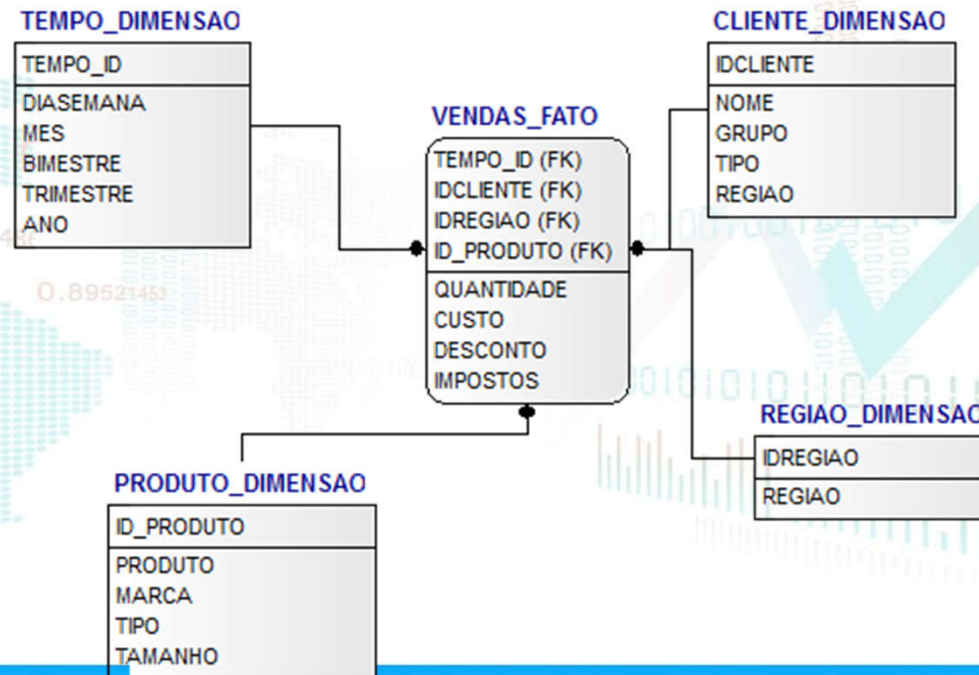 TEMPO_DIMENSAO
TEMPO_ID
DIASEMANA
MES
BIMESTRE
TRIMESTRE
ANO
VENDAS_FATO
TEMPO_ID (FK)
IDCLIENTE (FK)
IDREGIAO (FK)
ID_PRODUTO (FK)
QUANTIDADE
CUSTO
DESCONTO
IMPOSTOS
CLIENTE_DIMENSAO
IDCLIENTE
NOME
GRUPO
TIPO
REGIAO
REGIAO_DIMENSAO
IDREGIAO
REGIAO
PRODUTO_DIMENSAO
ID_PRODUTO
PRODUTO
MARCA
TIPO
TAMANHO
0.89521453